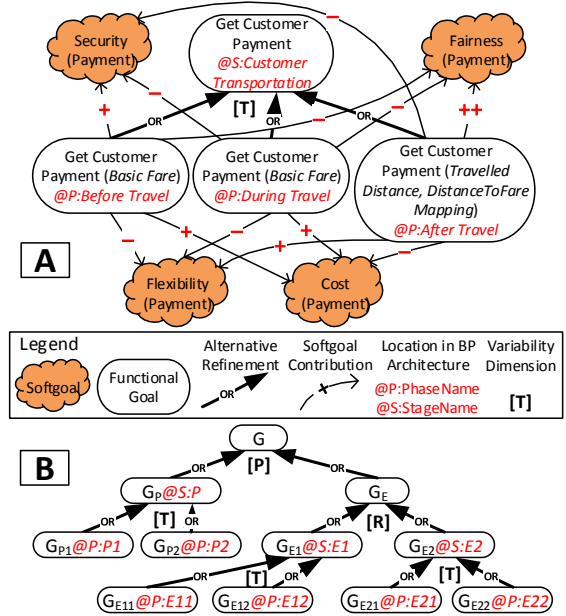 Security
(Payment)
Get Customer
Payment
@S:Customer
Transportation
Fairness
(Payment)
−
[T]
OR
OR
OR
+
−
−
−
++
Get Customer
Payment (Basic Fare)
@P:Before Travel
Get Customer
Payment (Basic Fare)
@P:During Travel
Get Customer
Payment (Travelled
Distance, DistanceToFare
Mapping)
@P:After Travel
−
+
−
+
+
−
A
Flexibility
(Payment)
Cost
(Payment)
Legend
Softgoal
Functional
Goal
Alternative
Refinement
OR
Softgoal
Contribution
+
Location in BP
Architecture
@P:PhaseName
@S:StageName
Variability
Dimension
[T]
B
G
OR
[P]
OR
GP@S:P
GE
OR
[T]
OR
OR
[R]
OR
GP1@P:P1
GP2@P:P2
GE1@S:E1
GE2@S:E2
OR
[T]
OR
OR
[T]
OR
GE11@P:E11
GE12@P:E12
GE21@P:E21
GE22@P:E22